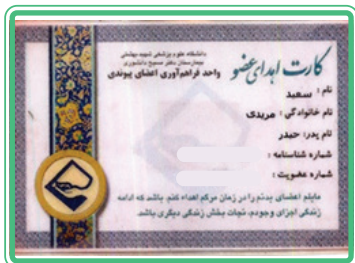 کارت اهدای عضو
دانشگاه علوم پزشکی شهید بهشتی
بیمارستان دکتر مسیح دانشوری
واحد فراهم‌آوری اعضای پیوندی
نام : سعید
نام خانوادگی : مریدی
نام پدر: حیدر
شماره شناسنامه :
شماره عضویت :
مایلم اعضای بدنم را در زمان مرگم اهداء کنم. باشد که ادامه
زندگی اجزای وجودم، نجات بخش زندگی دیگری باشد.